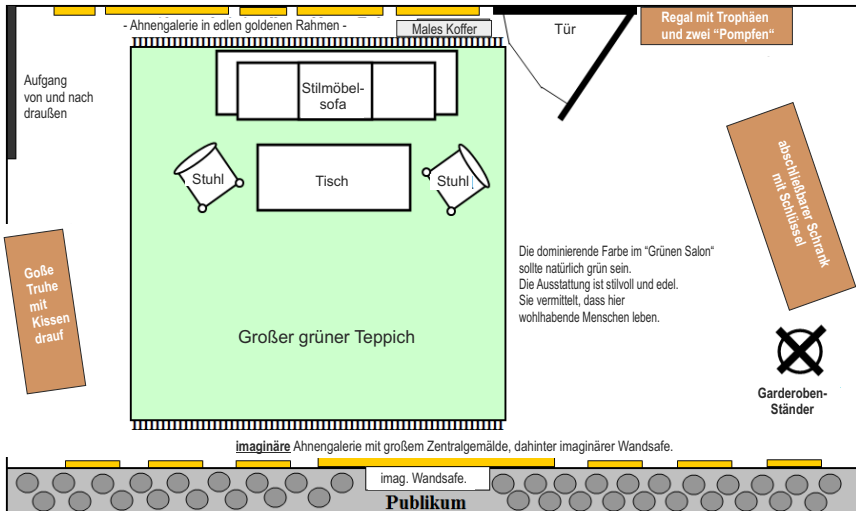 - Ahnengalerie in edlen goldenen Rahmen -
Males Koffer
Tür
Regal mit Trophäen
und zwei “Pompfen“
Aufgang
von und nach
draußen
Stilmöbel-
sofa
Stuhl
Tisch
Stuhl
abschließbarer Schrank
mit Schlüssel
Goße
Truhe
mit
Kissen
drauf
Die dominierende Farbe im “Grünen Salon“
sollte natürlich grün sein.
Die Ausstattung ist stilvoll und edel.
Sie vermittelt, dass hier
wohlhabende Menschen leben.
Großer grüner Teppich
Garderoben-
Ständer
imaginäre Ahnengalerie mit großem Zentralgemälde, dahinter imaginärer Wandsafe.
imag. Wandsafe.
Publikum